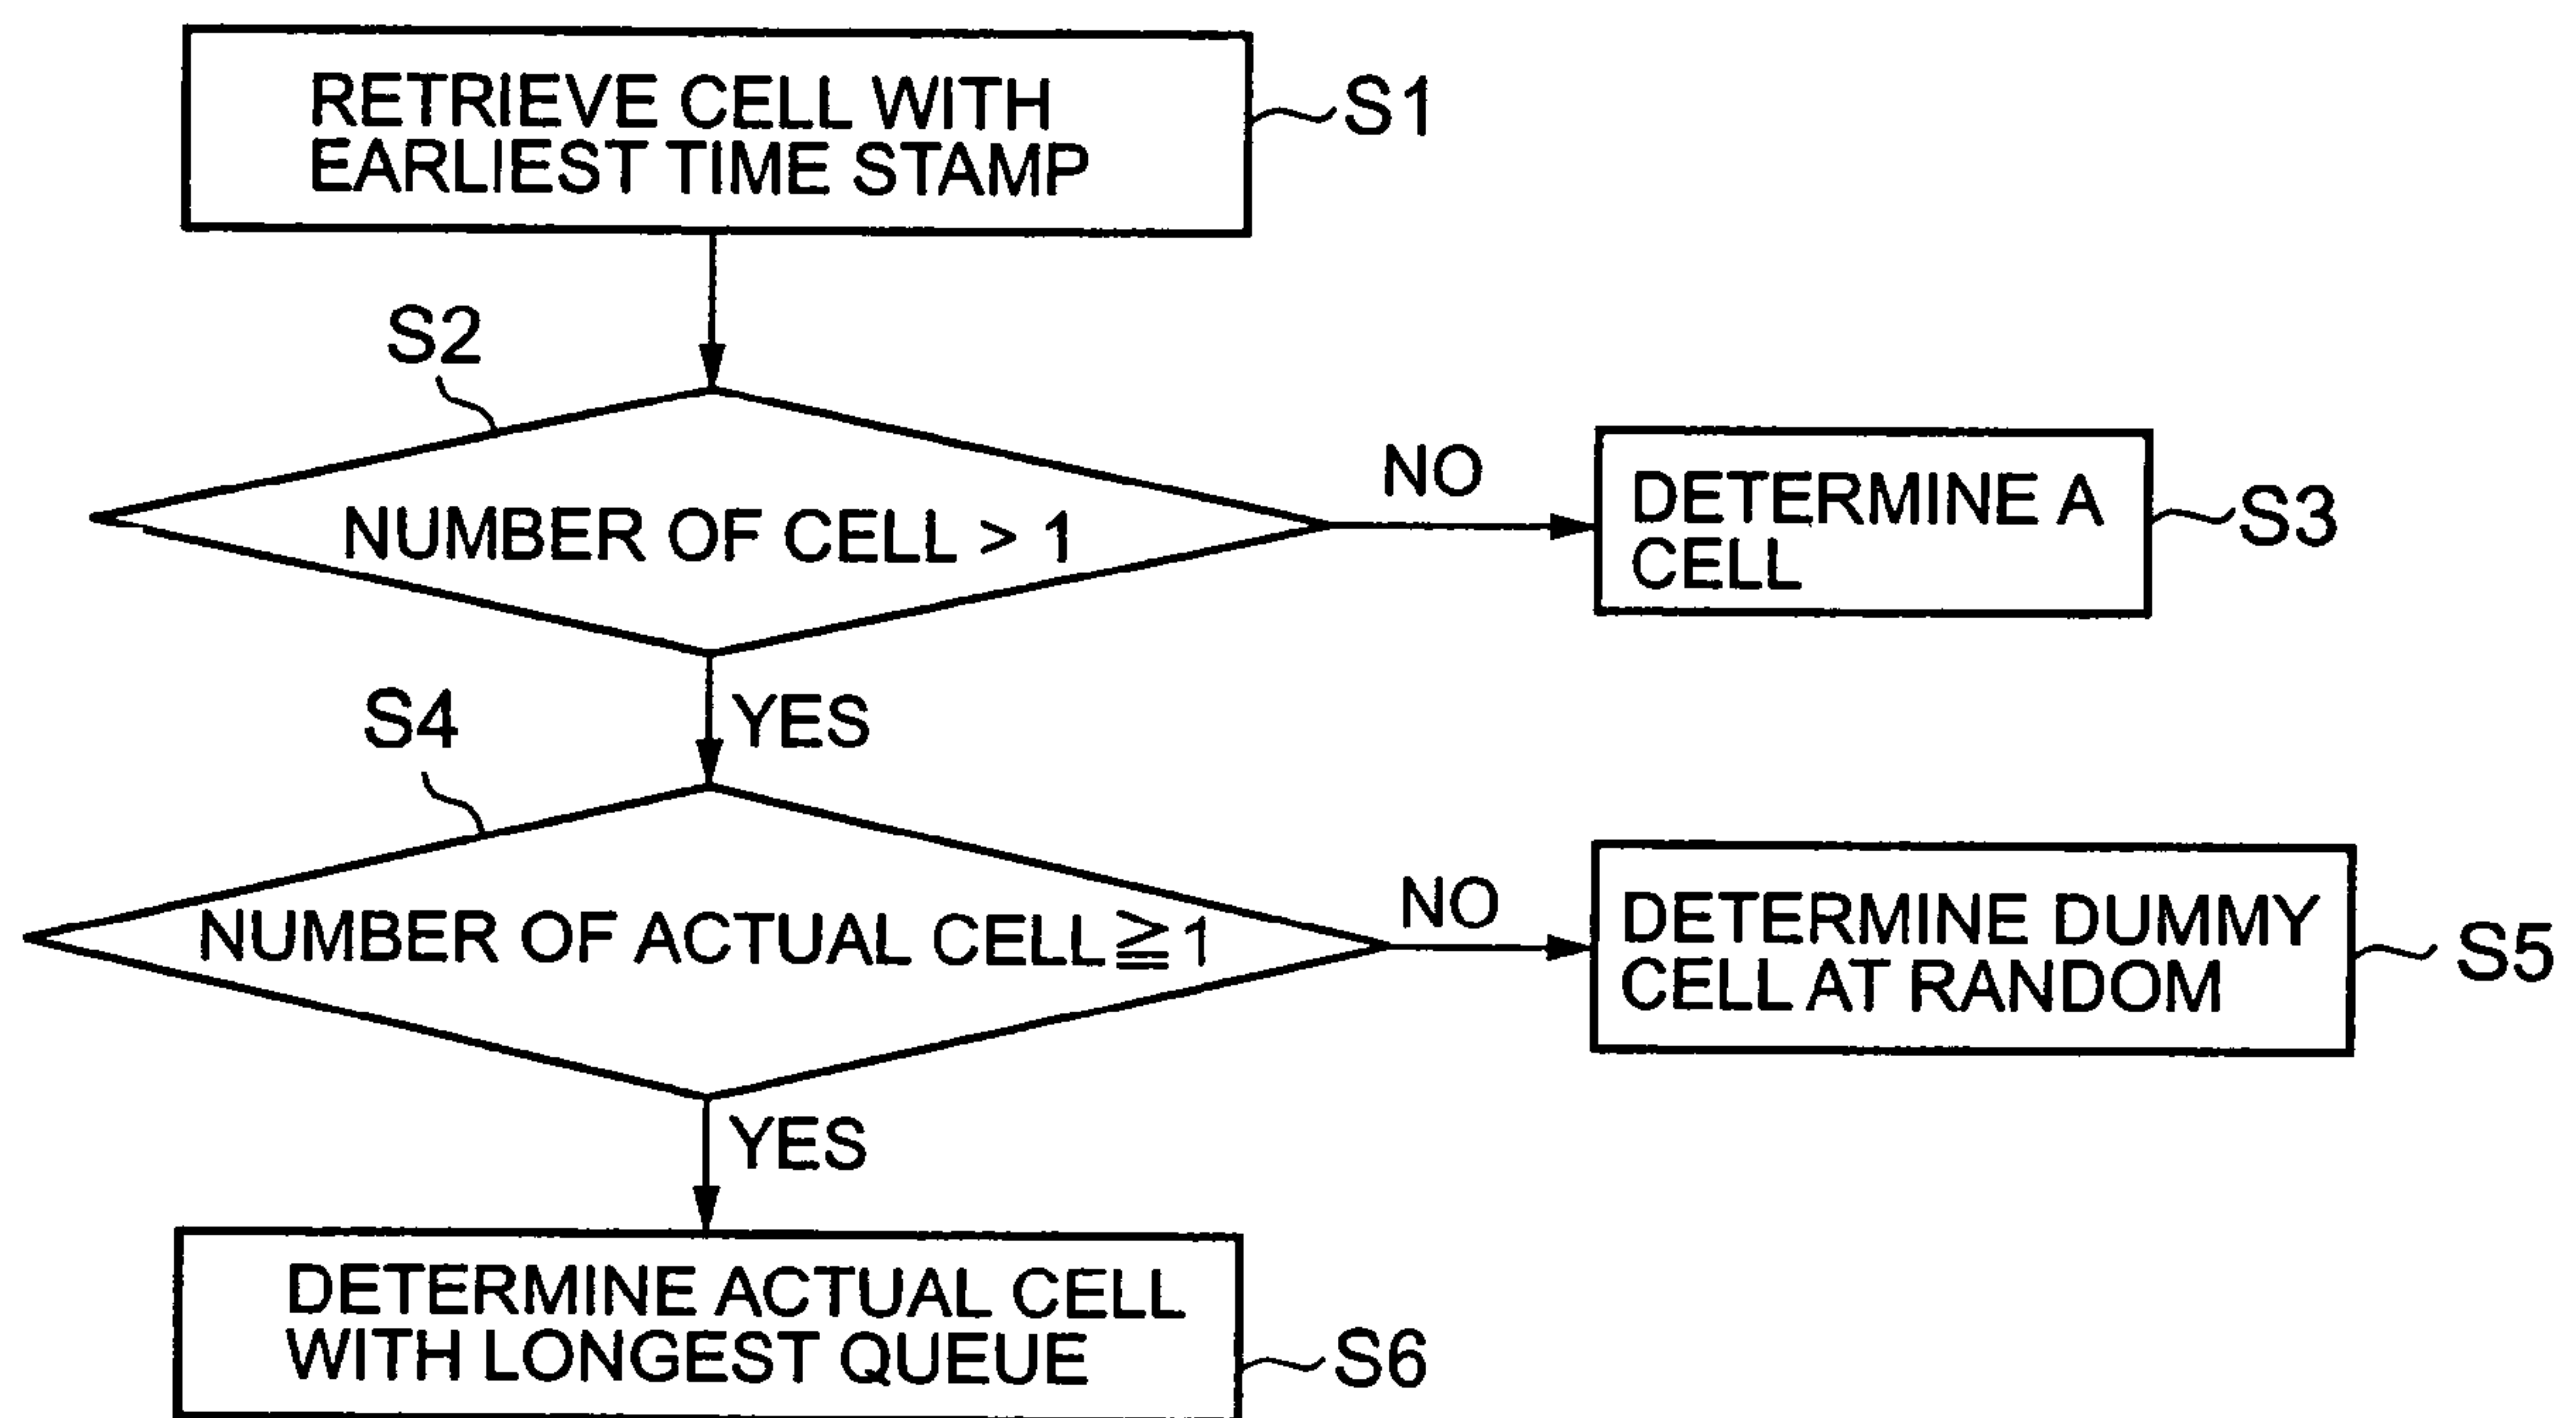 RETRIEVE CELL WITH
EARLIEST TIME STAMP
S1
S2
NUMBER OF CELL > 1
NO
DETERMINE A
CELL
S3
YES
S4
NUMBER OF ACTUAL CELL ≧ 1
NO
DETERMINE DUMMY
CELL AT RANDOM
S5
YES
DETERMINE ACTUAL CELL
WITH LONGEST QUEUE
S6